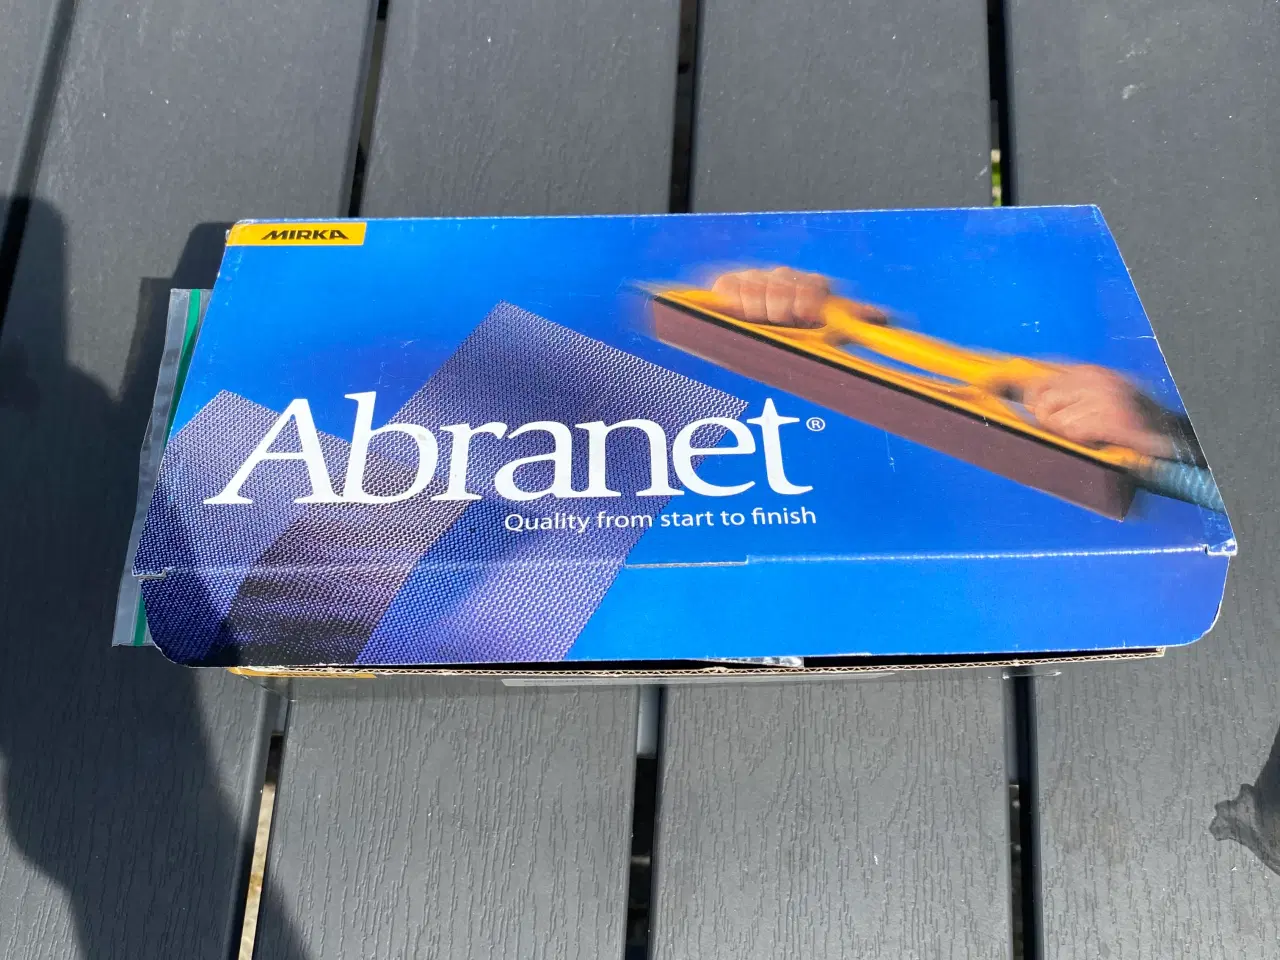 MIRKA
Abranet®
Quality from start to finish